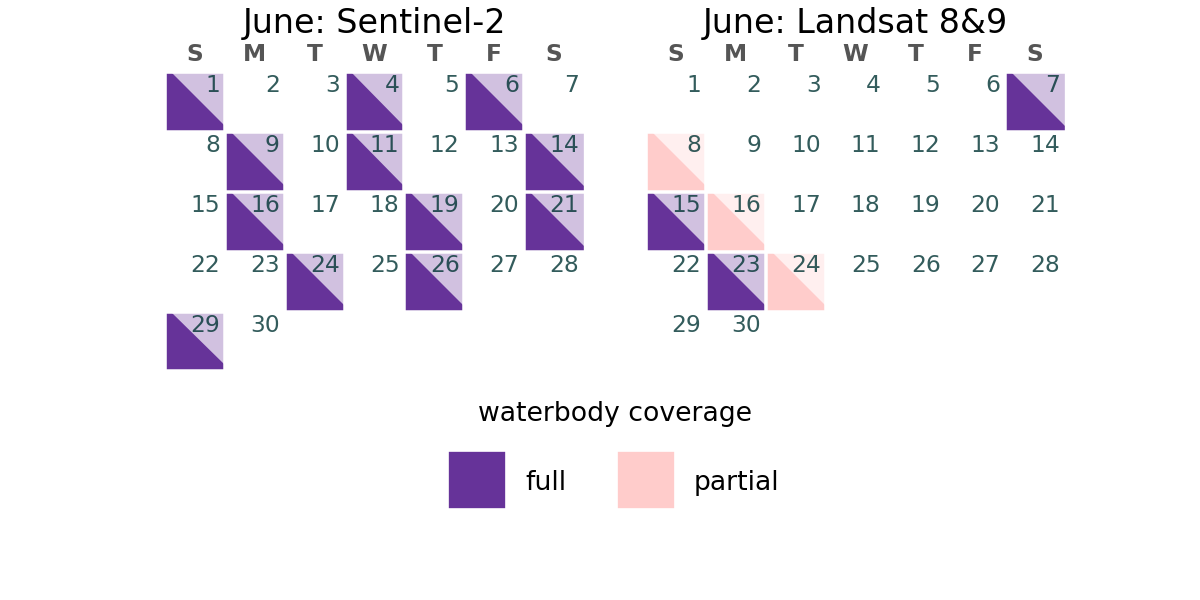 June: Sentinel-2
S M T W T F S
1 2 3 4 5 6 7
8 9 10 11 12 13 14
15 16 17 18 19 20 21
22 23 24 25 26 27 28
29 30
June: Landsat 8&9
S M T W T F S
1 2 3 4 5 6 7
8 9 10 11 12 13 14
15 16 17 18 19 20 21
22 23 24 25 26 27 28
29 30
waterbody coverage
full
partial